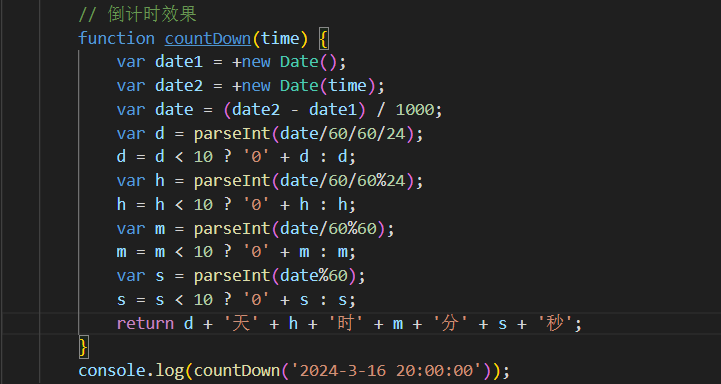 // 倒计时效果
function countDown(time) {
var date1 = +new Date();
var date2 = +new Date(time);
var date = (date2 - date1) / 1000;
var d = parseInt(date/60/60/24);
d = d < 10 ? '0' + d : d;
var h = parseInt(date/60/60%24);
h = h < 10 ? '0' + h : h;
var m = parseInt(date/60%60);
m = m < 10 ? '0' + m : m;
var s = parseInt(date%60);
s = s < 10 ? '0' + s : s;
return d + '天' + h + '时' + m + '分' + s + '秒';
}
console.log(countDown('2024-3-16 20:00:00'));